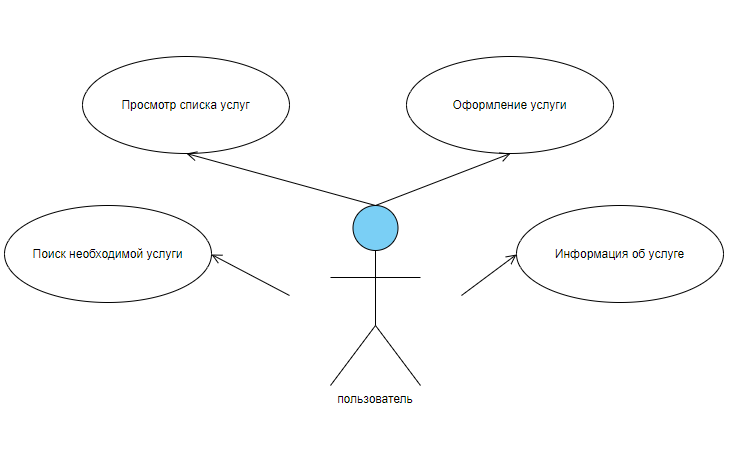 Просмотр списка услуг
Оформление услуги
Поиск необходимой услуги
Информация об услуге
пользователь